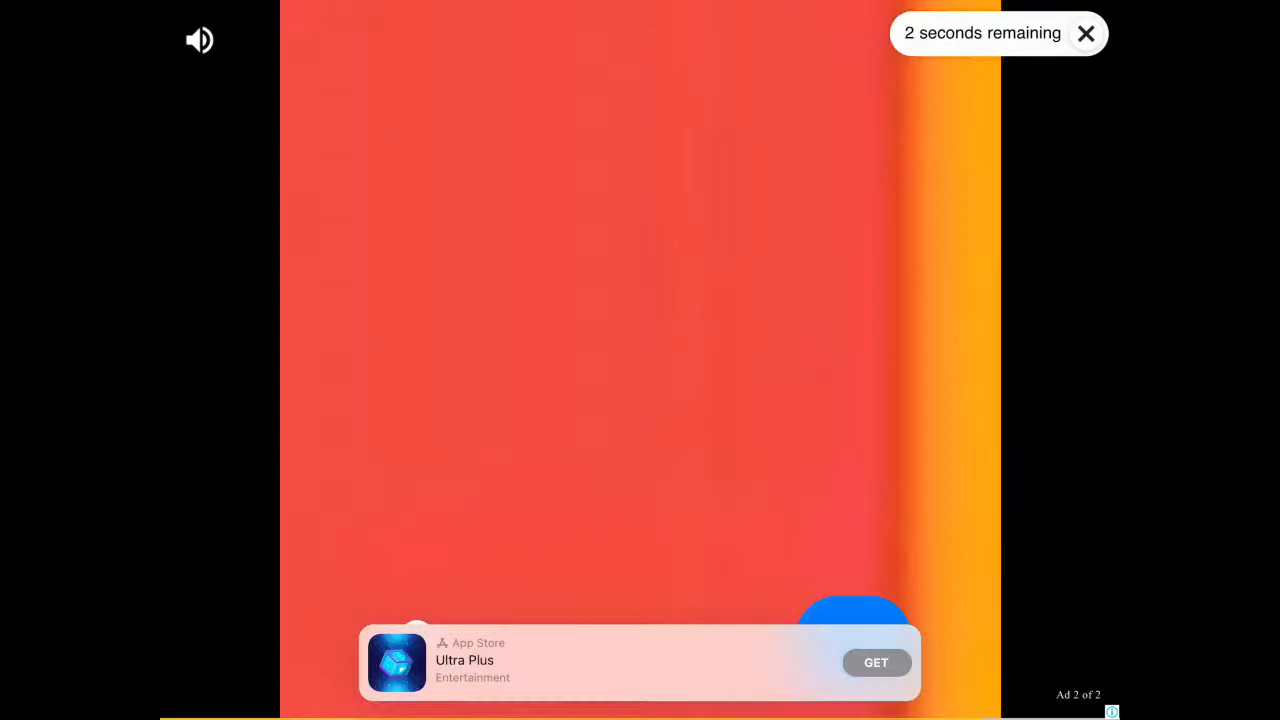 2 seconds remaining
App Store
Ultra Plus
Entertainment
GET
Ad 2 of 2